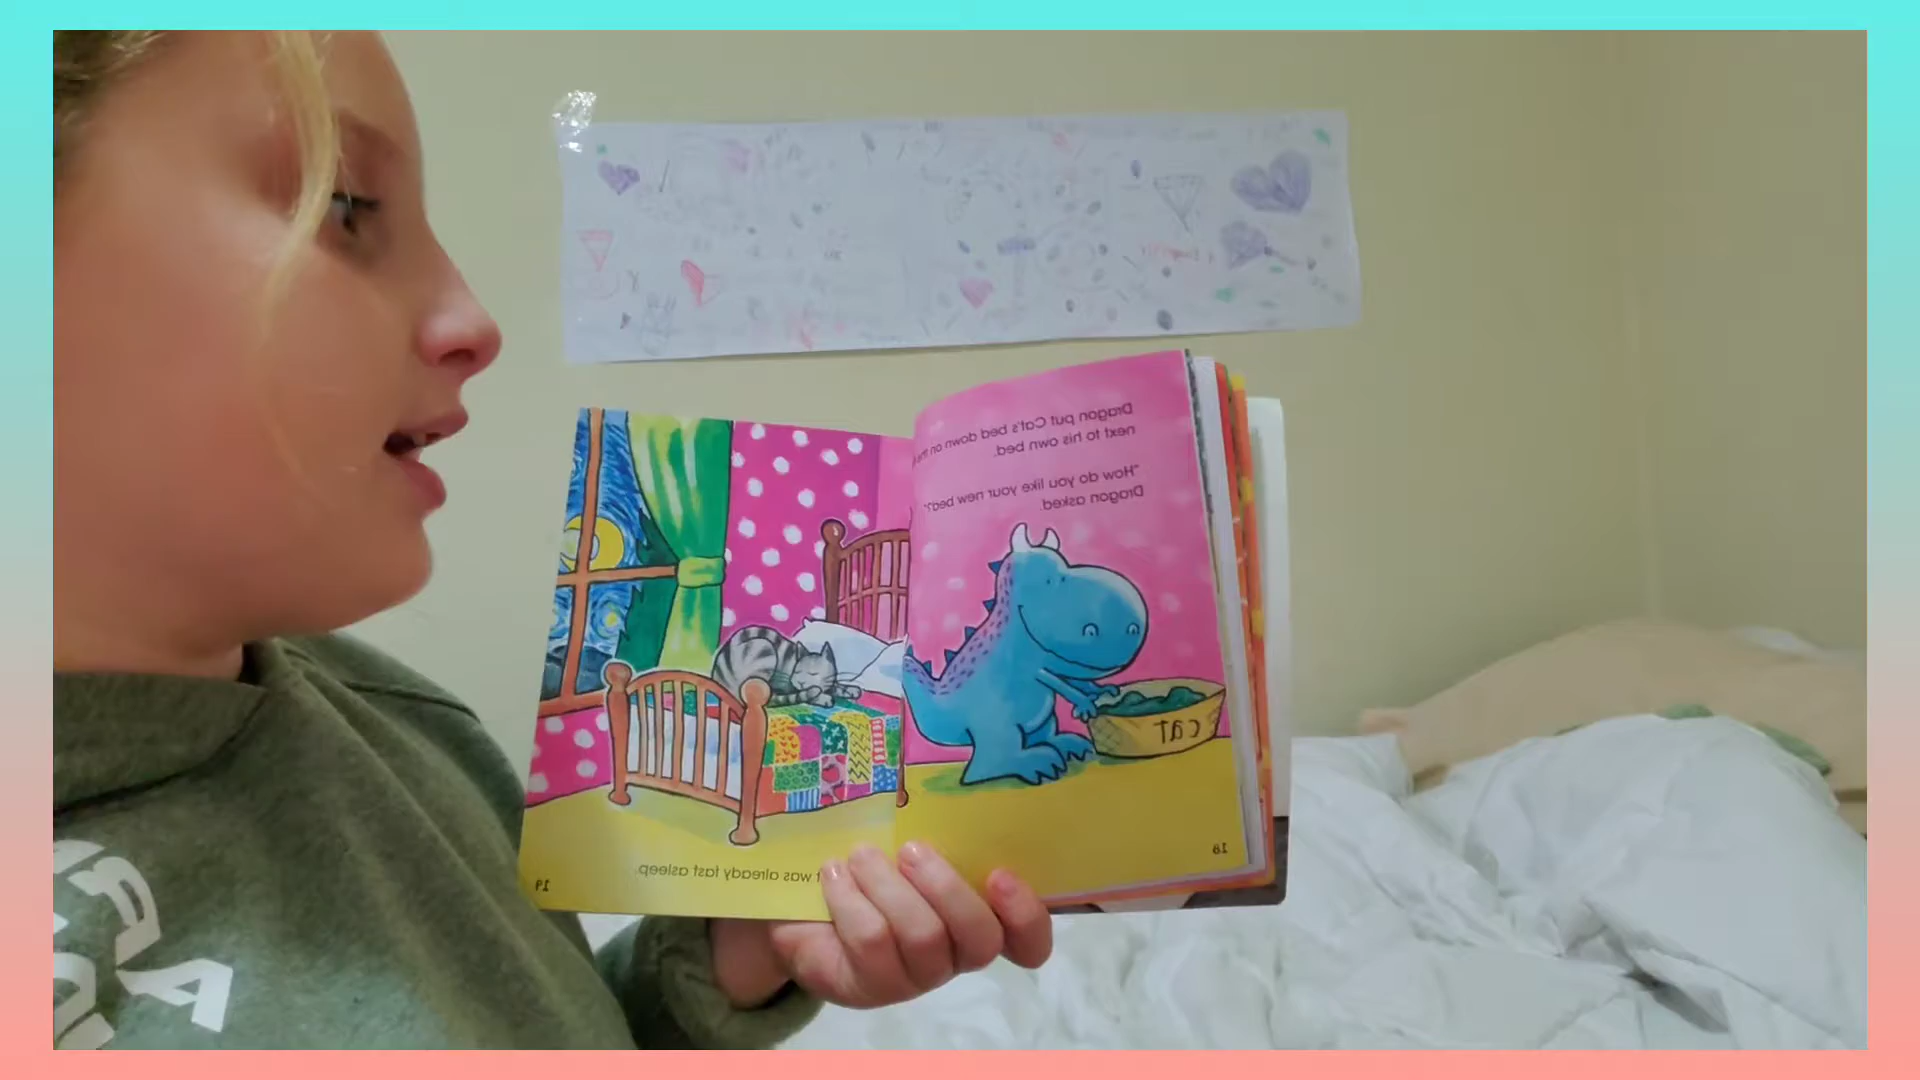 Dragon put Cat's bed down on the
next to his own bed.
"How do you like your new bed?"
Dragon asked.
CAT
18
was already fast asleep.
19